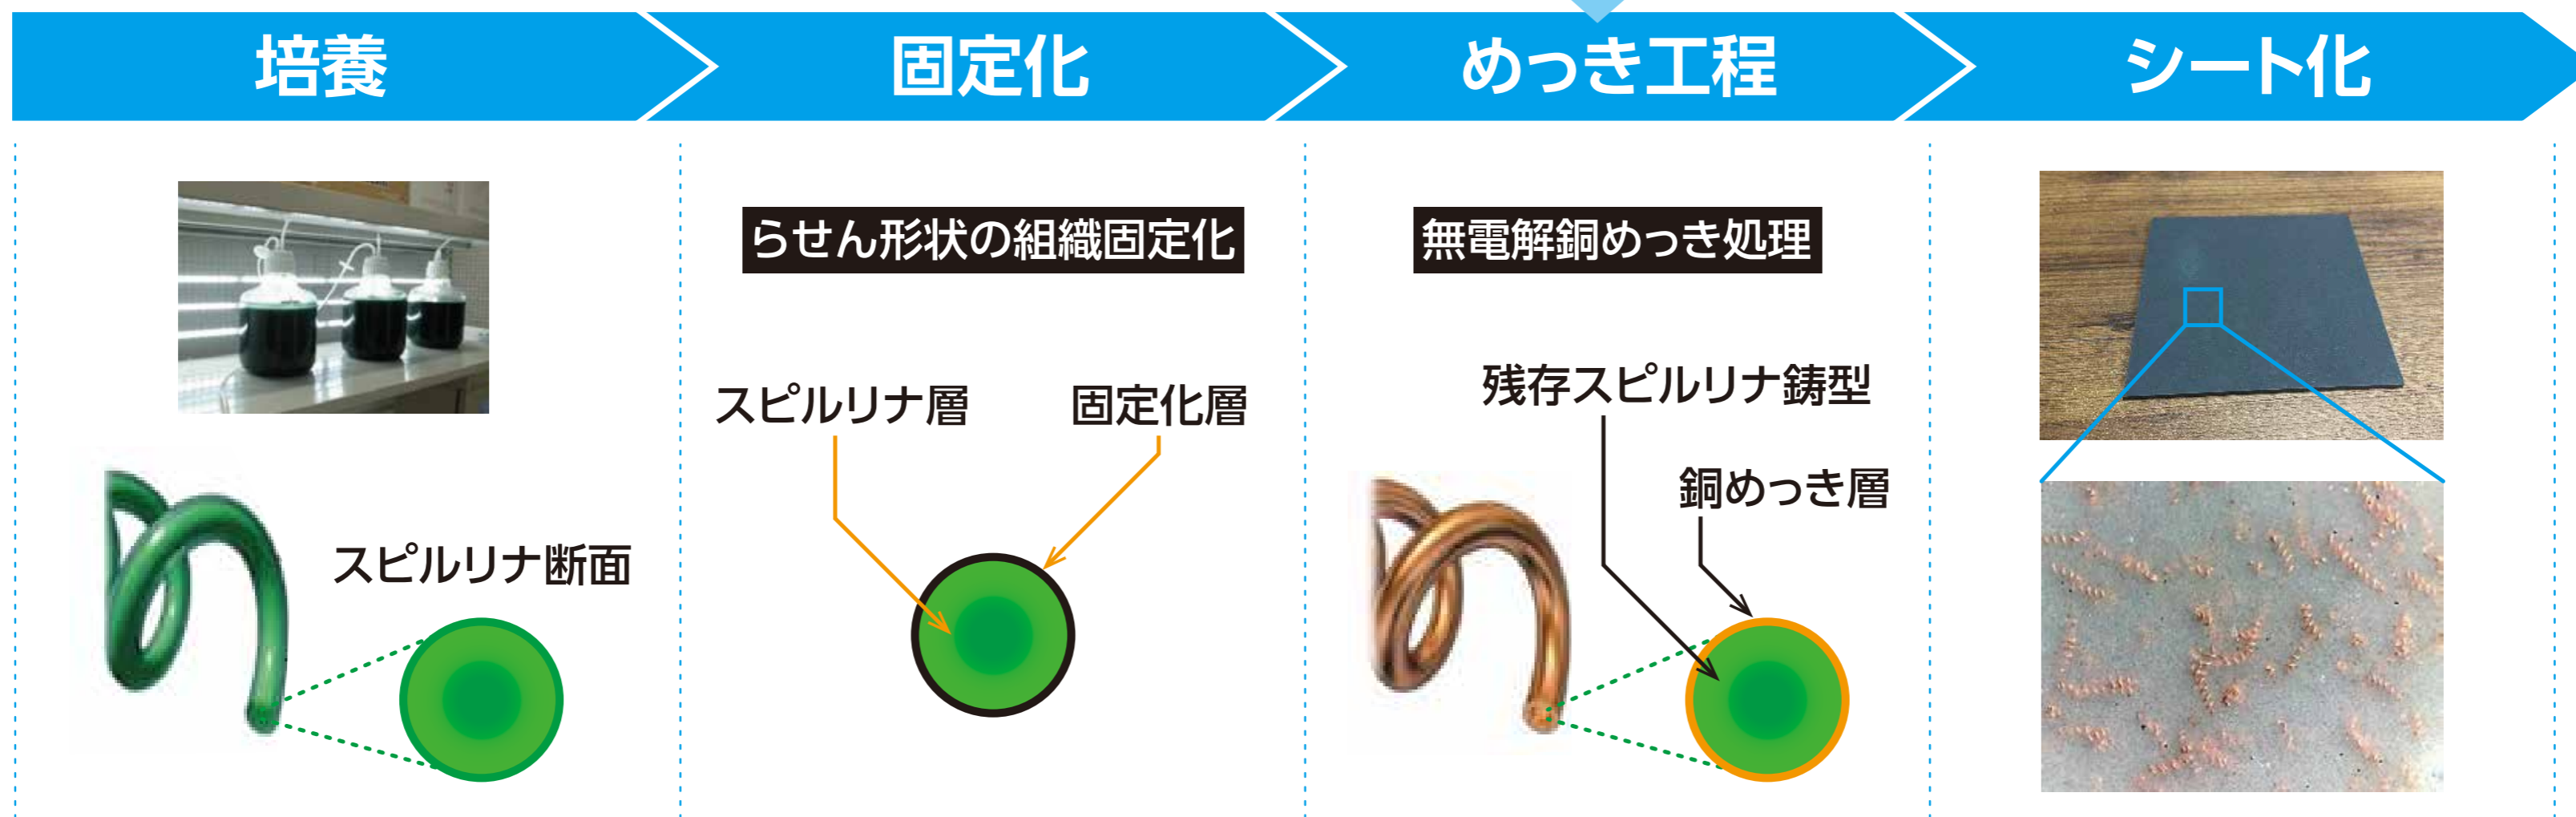 培養
固定化
めっき工程
シート化
らせん形状の組織固定化
無電解銅めっき処理
スピルリナ層
固定化層
残存スピルリナ鋳型
銅めっき層
スピルリナ断面